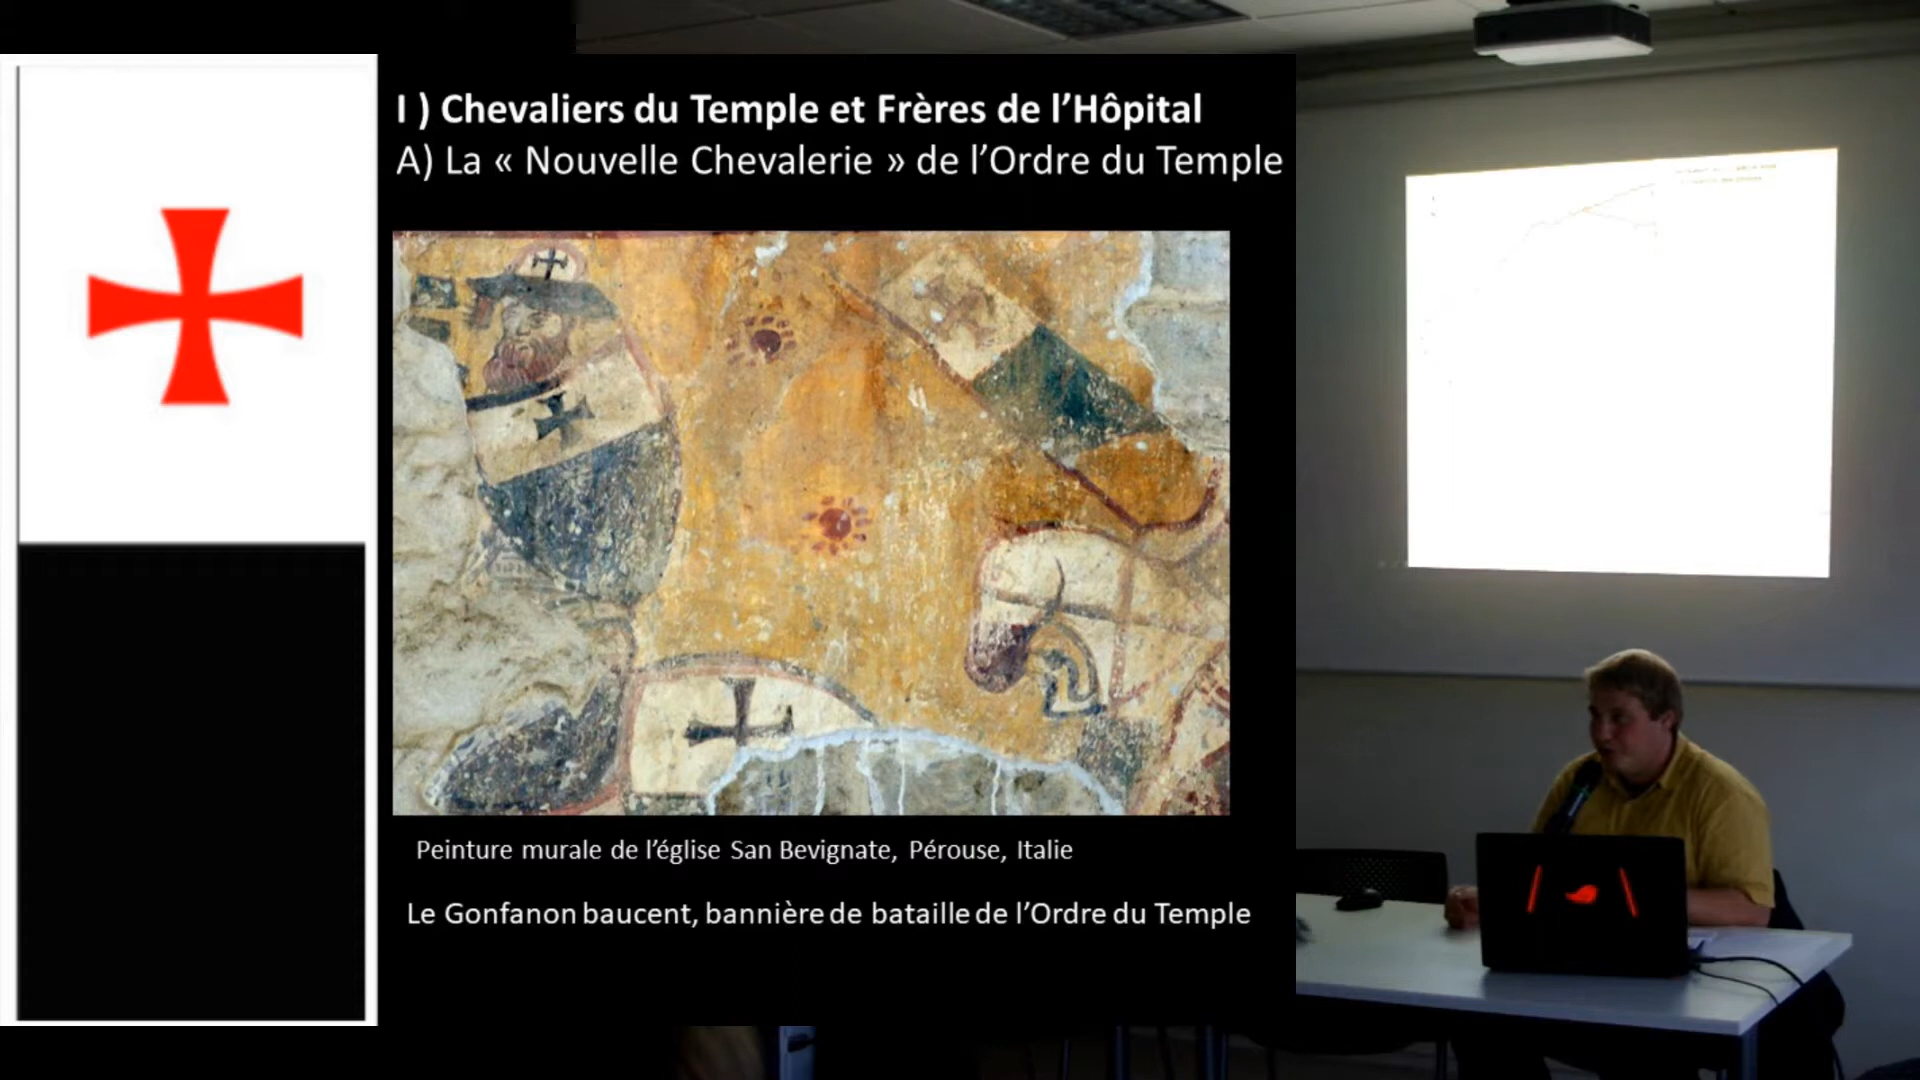 I ) Chevaliers du Temple et Frères de l’Hôpital
A) La « Nouvelle Chevalerie » de l’Ordre du Temple
Peinture murale de l’église San Bevignate, Pérouse, Italie
Le Gonfanon baucent, bannière de bataille de l’Ordre du Temple